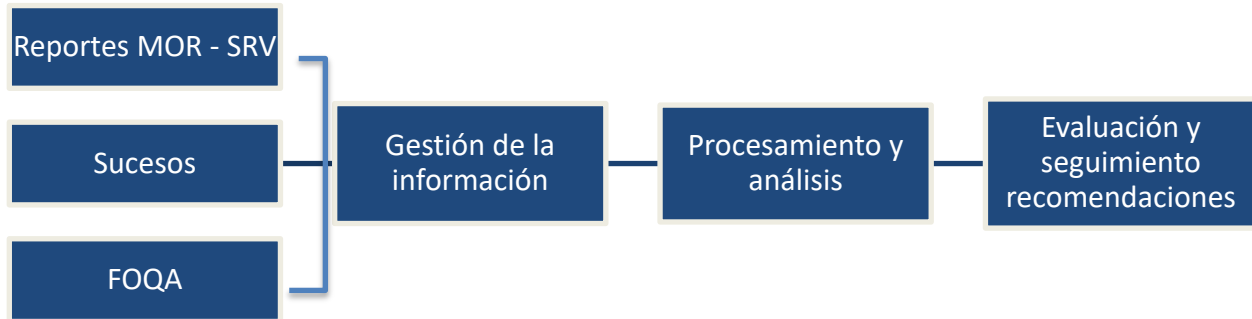 Reportes MOR - SRV
Sucesos
FOQA
Gestión de la
información
Procesamiento y
análisis
Evaluación y
seguimiento
recomendaciones